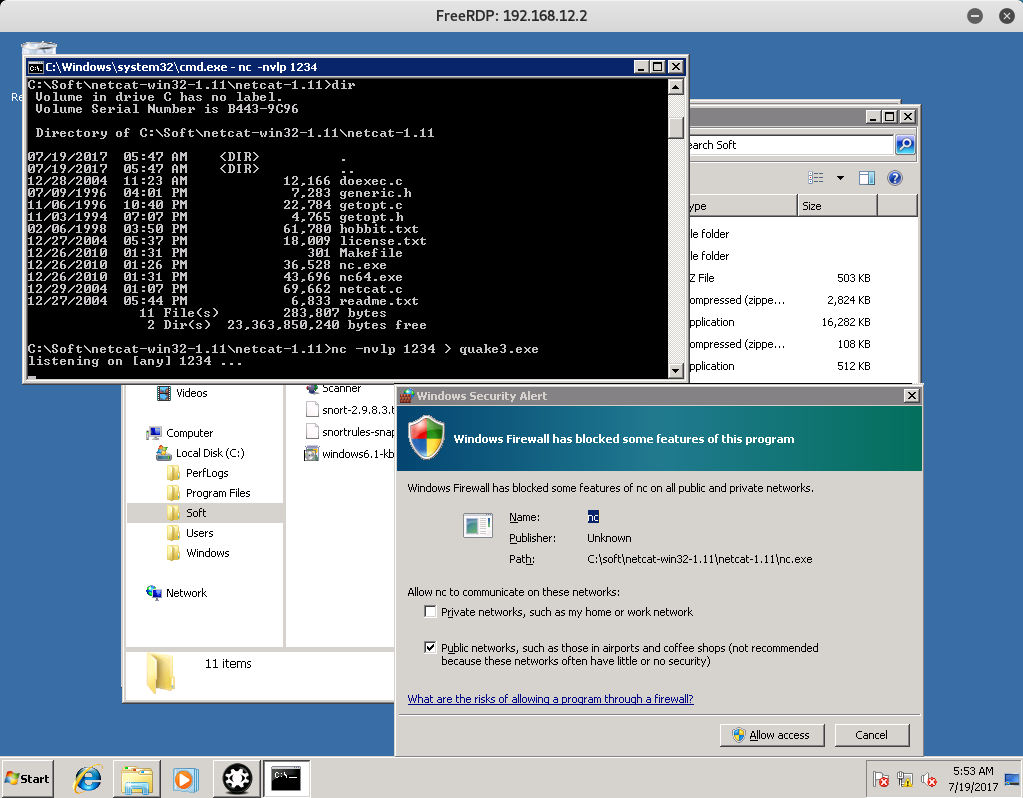 FreeRDP: 192.168.12.2
Re
C:\Windows\system32\cmd.exe - nc -nvlp 1234
C:\Soft\netcat-win32-1.11\netcat-1.11>dir
Volume in drive C has no label.
Volume Serial Number is B443-9C96
Directory of C:\Soft\netcat-win32-1.11\netcat-1.11
07/19/2017 05:47 AM <DIR> .
07/19/2017 05:47 AM <DIR> ..
12/28/2004 11:23 AM 12,166 doexec.c
07/09/1996 04:01 PM 7,283 generic.h
11/06/1996 10:40 PM 22,784 getopt.c
11/03/1994 07:07 PM 4,765 getopt.h
02/06/1998 03:50 PM 61,780 hobbit.txt
12/27/2004 05:37 PM 18,009 license.txt
12/26/2010 01:31 PM 301 Makefile
12/26/2010 01:26 PM 36,528 nc.exe
12/26/2010 01:31 PM 43,696 nc64.exe
12/29/2004 01:07 PM 69,662 netcat.c
12/27/2004 05:44 PM 6,833 readme.txt
11 File(s) 283,807 bytes
2 Dir(s) 23,363,850,240 bytes free
C:\Soft\netcat-win32-1.11\netcat-1.11>nc -nvlp 1234 > quake3.exe
listening on [any] 1234 ...
earch Soft
ype Size
le folder
le folder
Z File 503 KB
ompressed (zippe... 2,824 KB
pplication 16,282 KB
ompressed (zippe... 108 KB
pplication 512 KB
Videos
Computer
Local Disk (C:)
PerfLogs
Program Files
Soft
Users
Windows
Network
Scanner
snort-2.9.8.3.t
snortrules-snap
windows6.1-kb
11 items
Windows Security Alert
Windows Firewall has blocked some features of this program
Windows Firewall has blocked some features of nc on all public and private networks.
Name: nc
Publisher: Unknown
Path: C:\soft\netcat-win32-1.11\netcat-1.11\nc.exe
Allow nc to communicate on these networks:
Private networks, such as my home or work network
Public networks, such as those in airports and coffee shops (not recommended
because these networks often have little or no security)
What are the risks of allowing a program through a firewall?
Allow access Cancel
Start
C:\_
5:53 AM
7/19/2017